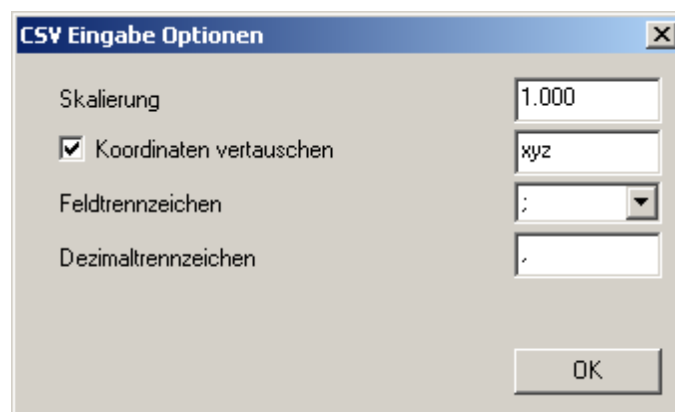 CSV Eingabe Optionen
Skalierung 1.000
Koordinaten vertauschen xyz
Feldtrennzeichen ;
Dezimaltrennzeichen ,
OK